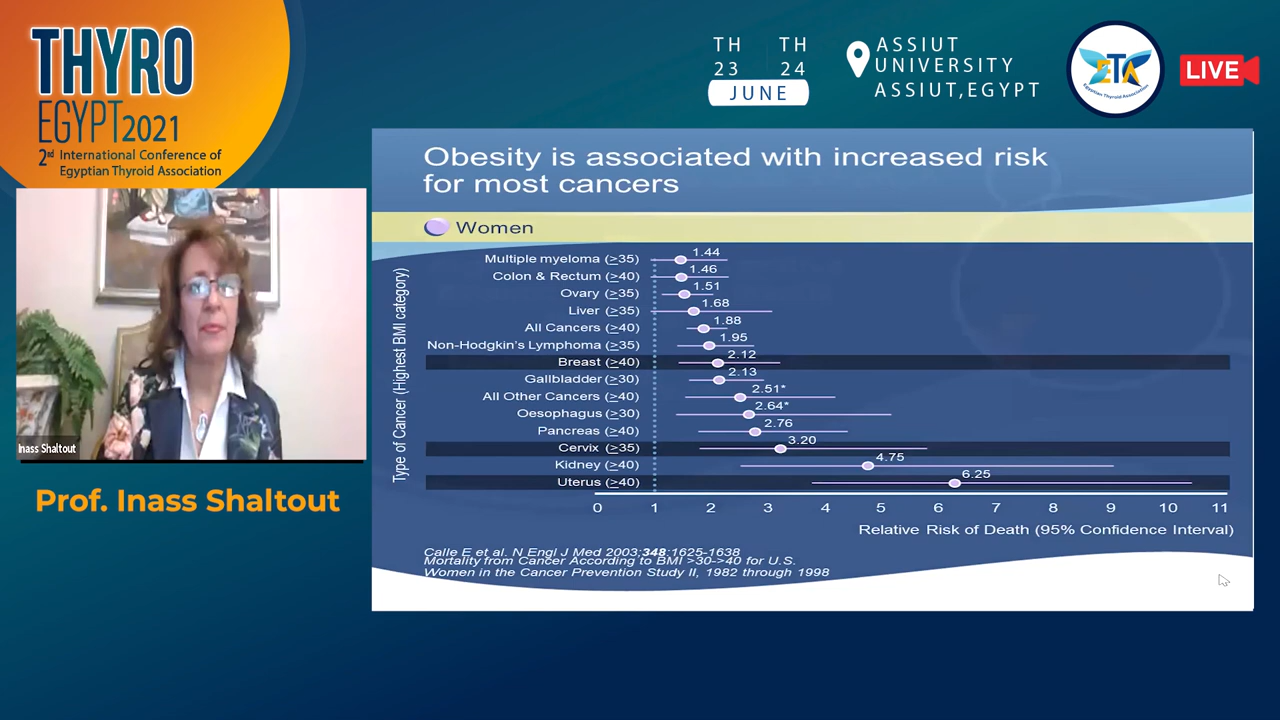 THYRO
EGYPT2021
2nd International Conference of
Egyptian Thyroid Association
TH TH
23 24
JUNE
ASSIUT
UNIVERSITY
ASSIUT,EGYPT
ETA
Egyptian Thyroid Association
LIVE
Inass Shaltout
Prof. Inass Shaltout
Obesity is associated with increased risk
for most cancers
Women
Type of Cancer (Highest BMI category)
Multiple myeloma (≥35) 1.44
Colon & Rectum (≥40) 1.46
Ovary (≥35) 1.51
Liver (≥35) 1.68
All Cancers (≥40) 1.88
Non-Hodgkin's Lymphoma (≥35) 1.95
Breast (≥40) 2.12
Gallbladder (≥30) 2.13
All Other Cancers (≥40) 2.51*
Oesophagus (≥30) 2.64*
Pancreas (≥40) 2.76
Cervix (≥35) 3.20
Kidney (≥40) 4.75
Uterus (≥40) 6.25
0 1 2 3 4 5 6 7 8 9 10 11
Relative Risk of Death (95% Confidence Interval)
Calle E et al. N Engl J Med 2003;348:1625-1638
Mortality from Cancer According to BMI >30->40 for U.S.
Women in the Cancer Prevention Study II, 1982 through 1998